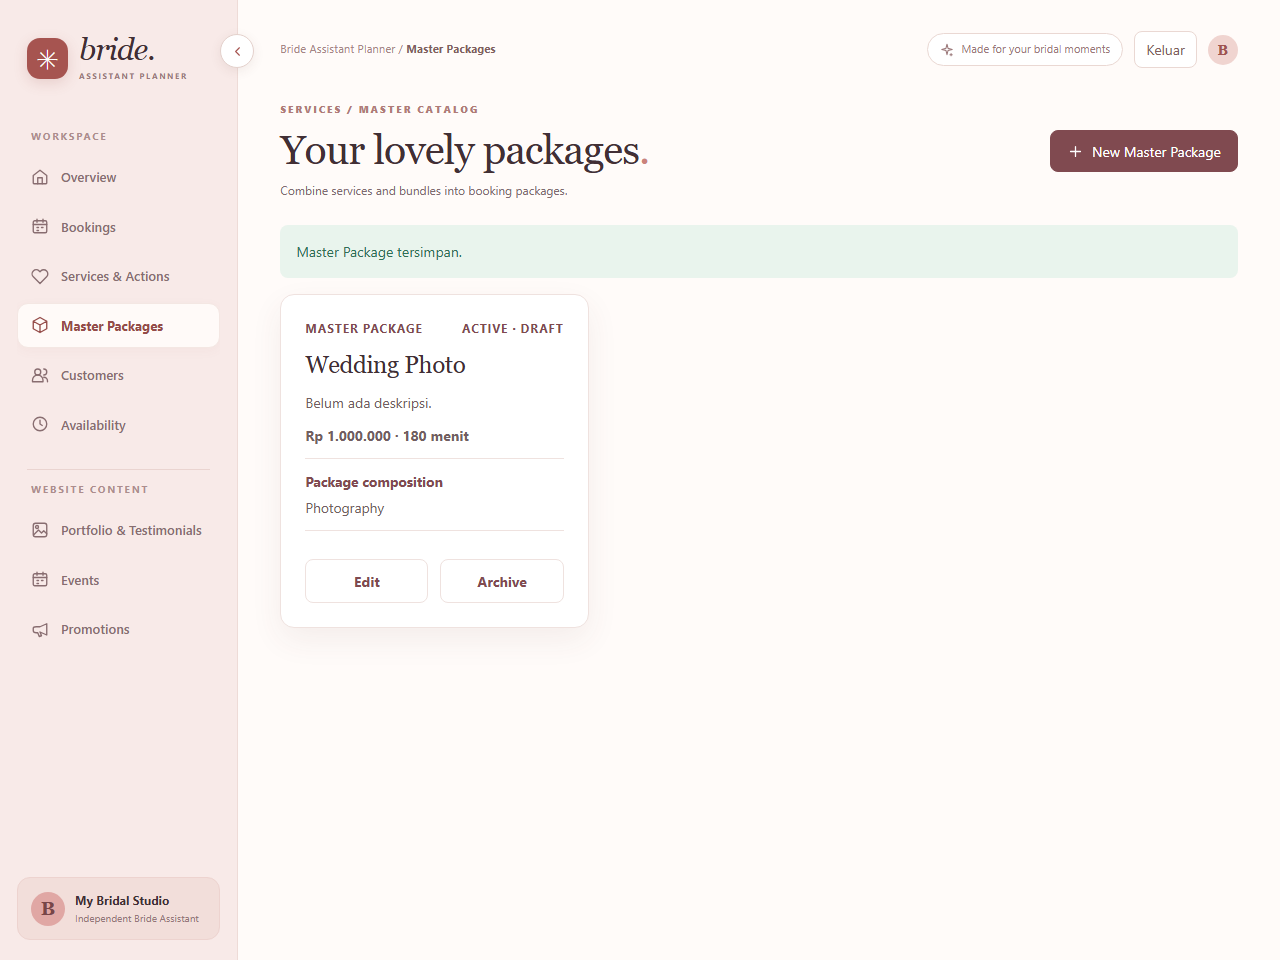 bride.
ASSISTANT PLANNER
WORKSPACE
Overview
Bookings
Services & Actions
Master Packages
Customers
Availability
WEBSITE CONTENT
Portfolio & Testimonials
Events
Promotions
B
My Bridal Studio
Independent Bride Assistant
Bride Assistant Planner / Master Packages
Made for your bridal moments
Keluar
B
SERVICES / MASTER CATALOG
Your lovely packages.
Combine services and bundles into booking packages.
New Master Package
Master Package tersimpan.
MASTER PACKAGE
ACTIVE · DRAFT
Wedding Photo
Belum ada deskripsi.
Rp 1.000.000 · 180 menit
Package composition
Photography
Edit
Archive